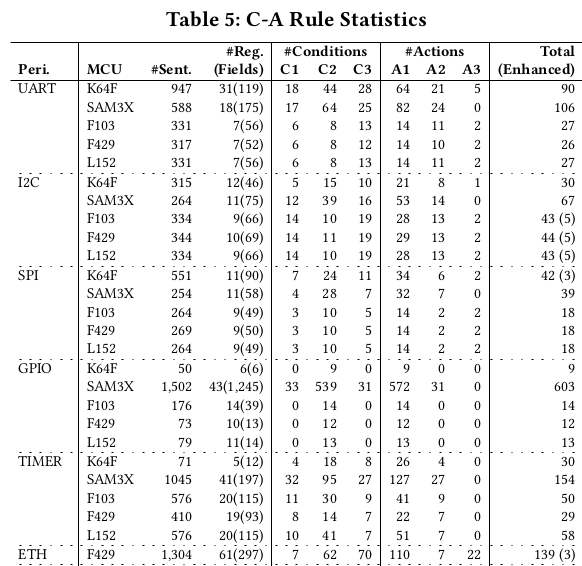 Table 5: C-A Rule Statistics
#Reg. #Conditions #Actions Total
Peri. MCU #Sent. (Fields) C1 C2 C3 A1 A2 A3 (Enhanced)
UART K64F 947 31(119) 18 44 28 64 21 5 90
SAM3X 588 18(175) 17 64 25 82 24 0 106
F103 331 7(56) 6 8 13 14 11 2 27
F429 317 7(52) 6 8 12 14 10 2 26
L152 331 7(56) 6 8 13 14 11 2 27
I2C K64F 315 12(46) 5 15 10 21 8 1 30
SAM3X 264 11(75) 12 39 16 53 14 0 67
F103 334 9(66) 14 10 19 28 13 2 43 (5)
F429 344 10(69) 14 11 19 29 13 2 44 (5)
L152 334 9(66) 14 10 19 28 13 2 43 (5)
SPI K64F 551 11(90) 7 24 11 34 6 2 42 (3)
SAM3X 254 11(58) 4 28 7 32 7 0 39
F103 264 9(49) 3 10 5 14 2 2 18
F429 269 9(50) 3 10 5 14 2 2 18
L152 264 9(49) 3 10 5 14 2 2 18
GPIO K64F 50 6(6) 0 9 0 9 0 0 9
SAM3X 1,502 43(1,245) 33 539 31 572 31 0 603
F103 176 14(39) 0 14 0 14 0 0 14
F429 73 10(13) 0 12 0 12 0 0 12
L152 79 11(14) 0 13 0 13 0 0 13
TIMER K64F 71 5(12) 4 18 8 26 4 0 30
SAM3X 1045 41(197) 32 95 27 127 27 0 154
F103 576 20(115) 11 30 9 41 9 0 50
F429 410 19(93) 8 14 7 22 7 0 29
L152 576 20(115) 10 41 7 51 7 0 58
ETH F429 1,304 61(297) 7 62 70 110 7 22 139 (3)